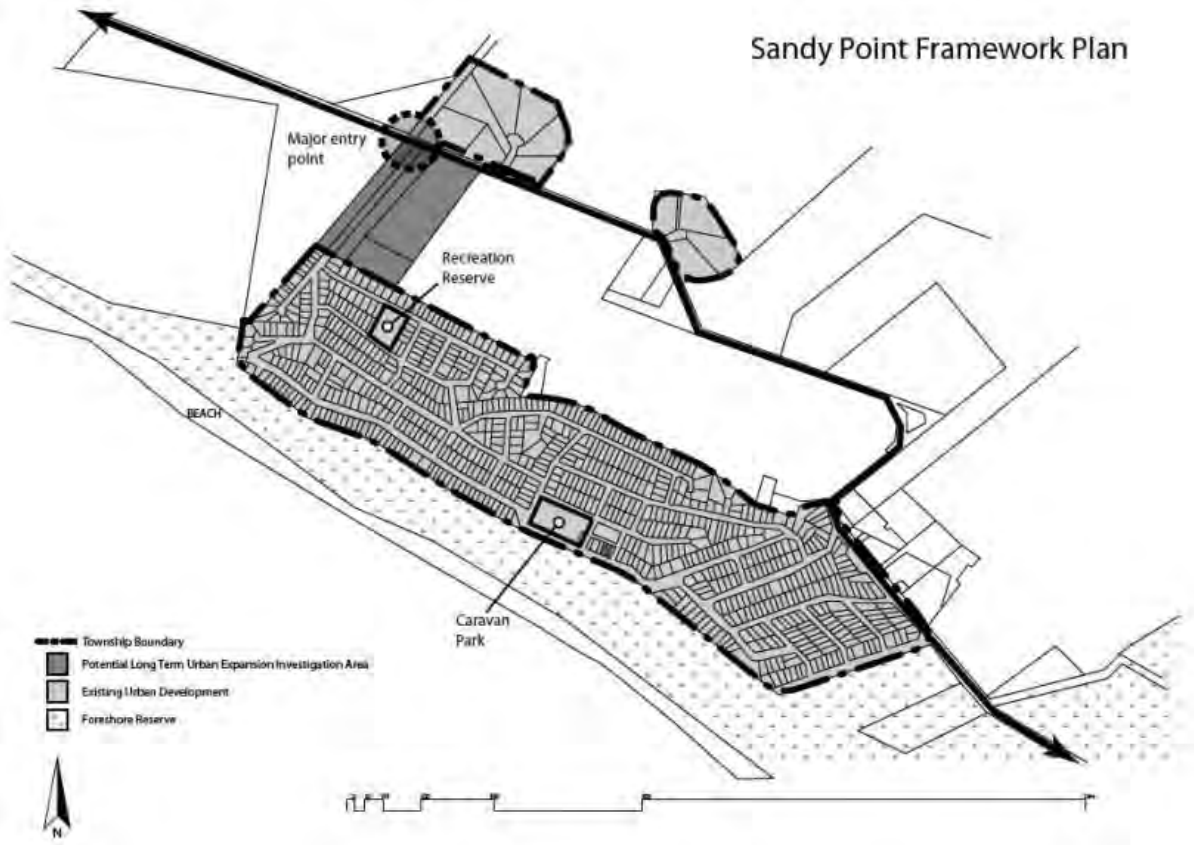 Sandy Point Framework Plan
Major entry
point
Recreation
Reserve
BEACH
Caravan
Park
Township Boundary
Potential Long Term Urban Expansion Investigation Area
Existing Urban Development
Foreshore Reserve
N